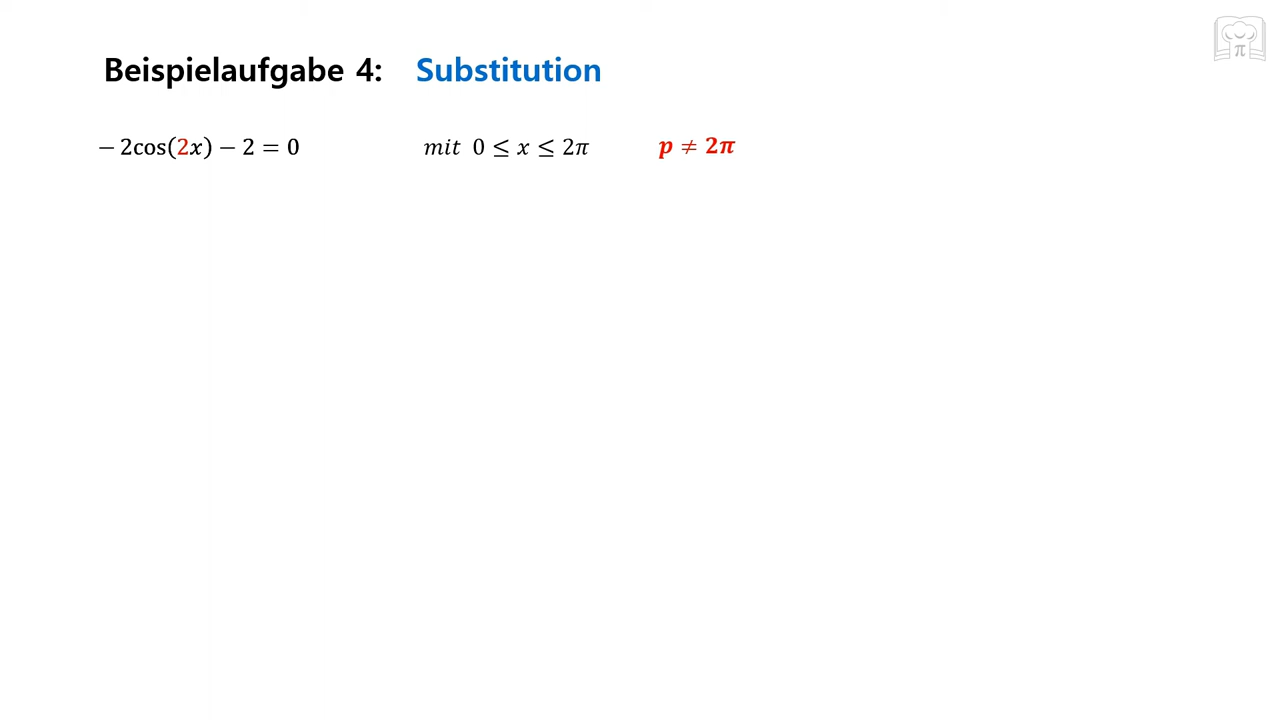 Beispielaufgabe 4: Substitution
− 2cos(2x) − 2 = 0 mit 0 ≤ x ≤ 2π p ≠ 2π
π